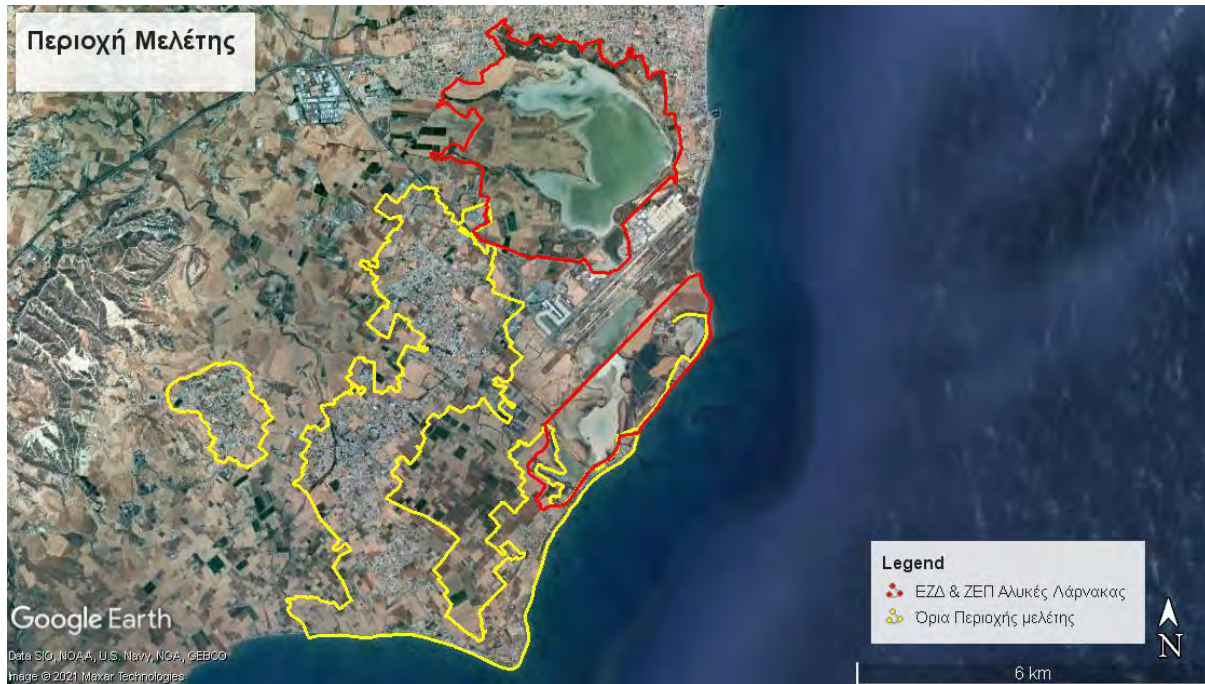 Περιοχή Μελέτης
Legend
ΕΖΔ & ΖΕΠ Αλυκές Λάρνακας
Όρια Περιοχής μελέτης
N
6 km
Google Earth
Data SIO, NOAA, U.S. Navy, NGA, GEBCO
Image © 2021 Maxar Technologies